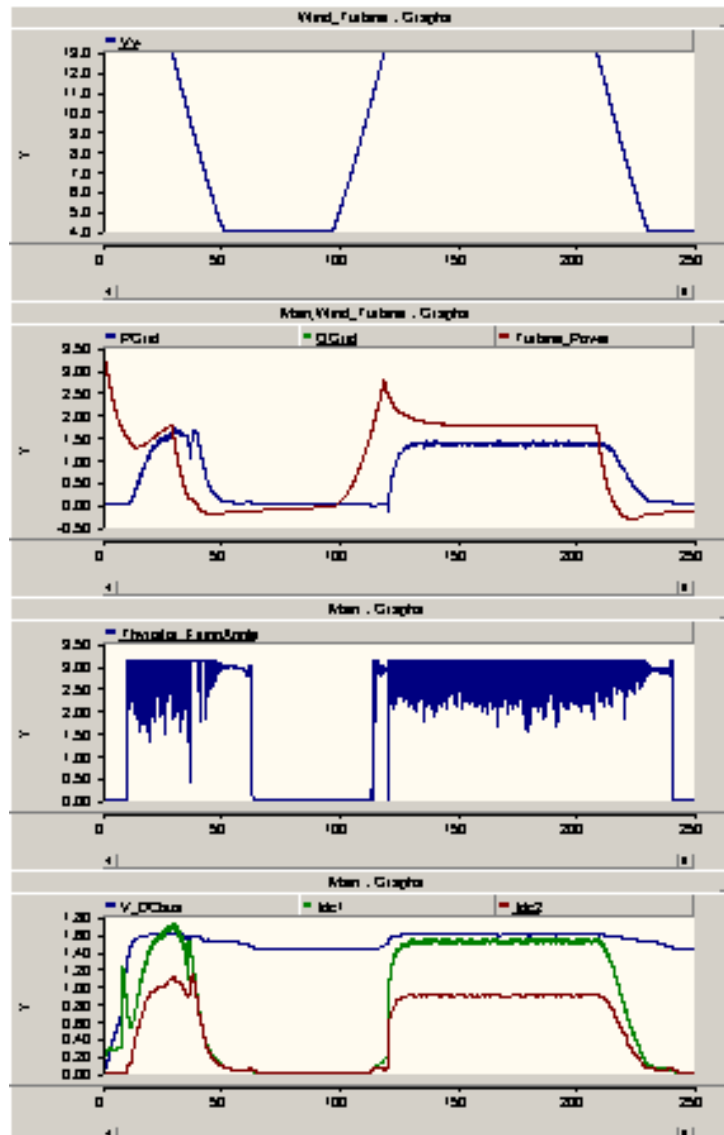 Wind_Turbine : Graphs
Vw
13.0
12.0
11.0
10.0
9.0
8.0
7.0
6.0
5.0
4.0
Y
0 50 100 150 200 250
Main,Wind_Turbine : Graphs
PGrid QGrid Turbine_Power
3.50
3.00
2.50
2.00
1.50
1.00
0.50
0.00
-0.50
Y
0 50 100 150 200 250
Main : Graphs
3.50
3.00
2.50
2.00
1.50
1.00
0.50
0.00
Y
0 50 100 150 200 250
Main : Graphs
V_DCbus Idc1 Idc2
1.80
1.60
1.40
1.20
1.00
0.80
0.60
0.40
0.20
0.00
Y
0 50 100 150 200 250